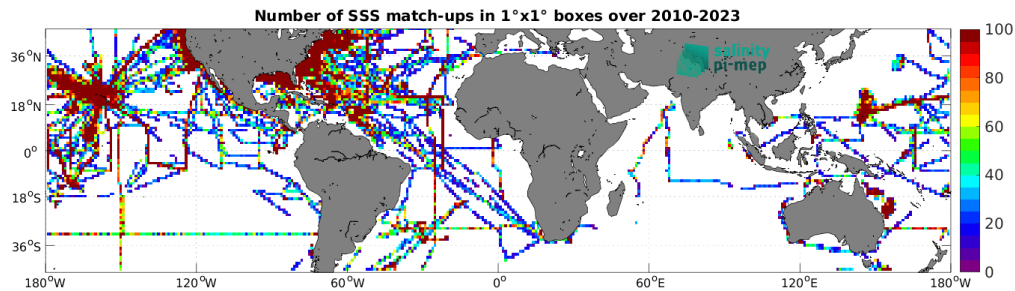 Number of SSS match-ups in 1°x1° boxes over 2010-2023
salinity
pi-mep
36°N
18°N
0°
18°S
36°S
180°W 120°W 60°W 0° 60°E 120°E 180°W
100
80
60
40
20
0